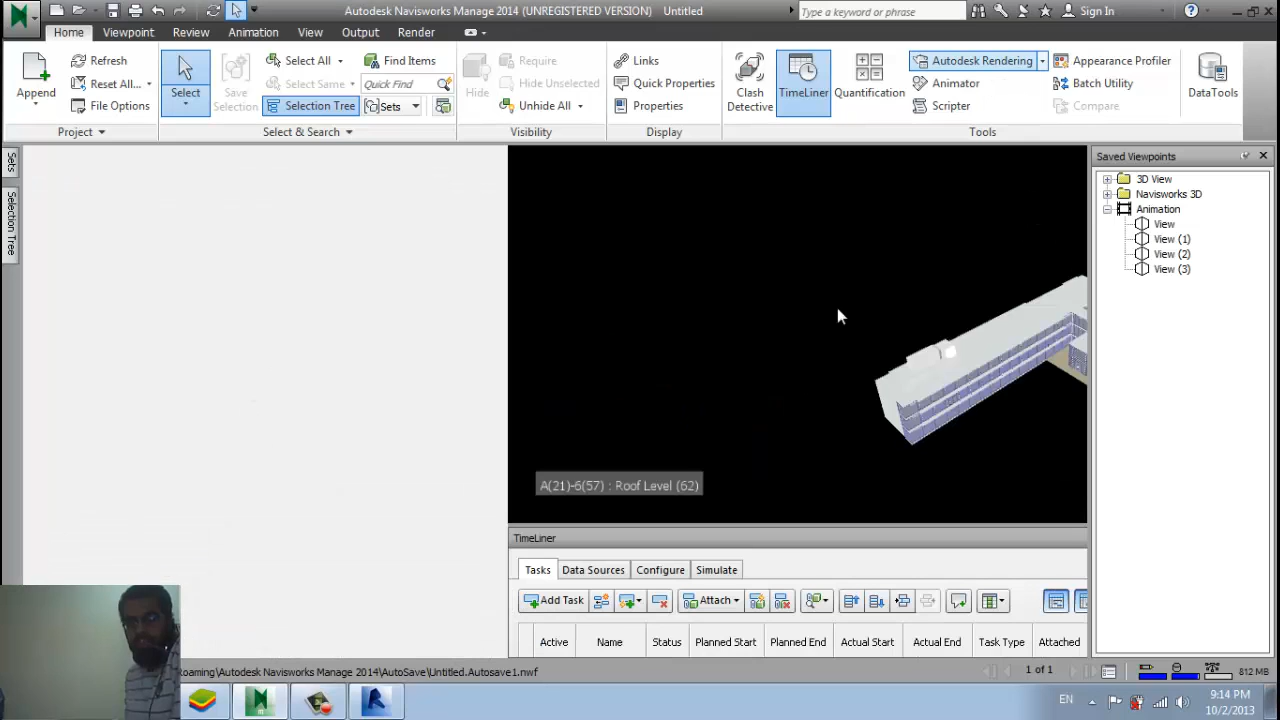 Autodesk Navisworks Manage 2014 (UNREGISTERED VERSION) Untitled
Type a keyword or phrase
Sign In
Home Viewpoint Review Animation View Output Render
Append
Refresh
Reset All...
File Options
Project
Select
Save Selection
Select All
Select Same
Selection Tree
Find Items
Quick Find
Sets
Select & Search
Hide
Require
Hide Unselected
Unhide All
Visibility
Links
Quick Properties
Properties
Display
Clash Detective
TimeLiner
Quantification
Autodesk Rendering
Animator
Scripter
Appearance Profiler
Batch Utility
Compare
DataTools
Tools
Sets
Selection Tree
Saved Viewpoints
3D View
Navisworks 3D
Animation
View
View (1)
View (2)
View (3)
A(21)-6(57) : Roof Level (62)
TimeLiner
Tasks Data Sources Configure Simulate
Add Task
Attach
Active Name Status Planned Start Planned End Actual Start Actual End Task Type Attached
oaming\Autodesk Navisworks Manage 2014\AutoSave\Untitled.Autosave1.nwf
1 of 1
812 MB
EN
9:14 PM
10/2/2013